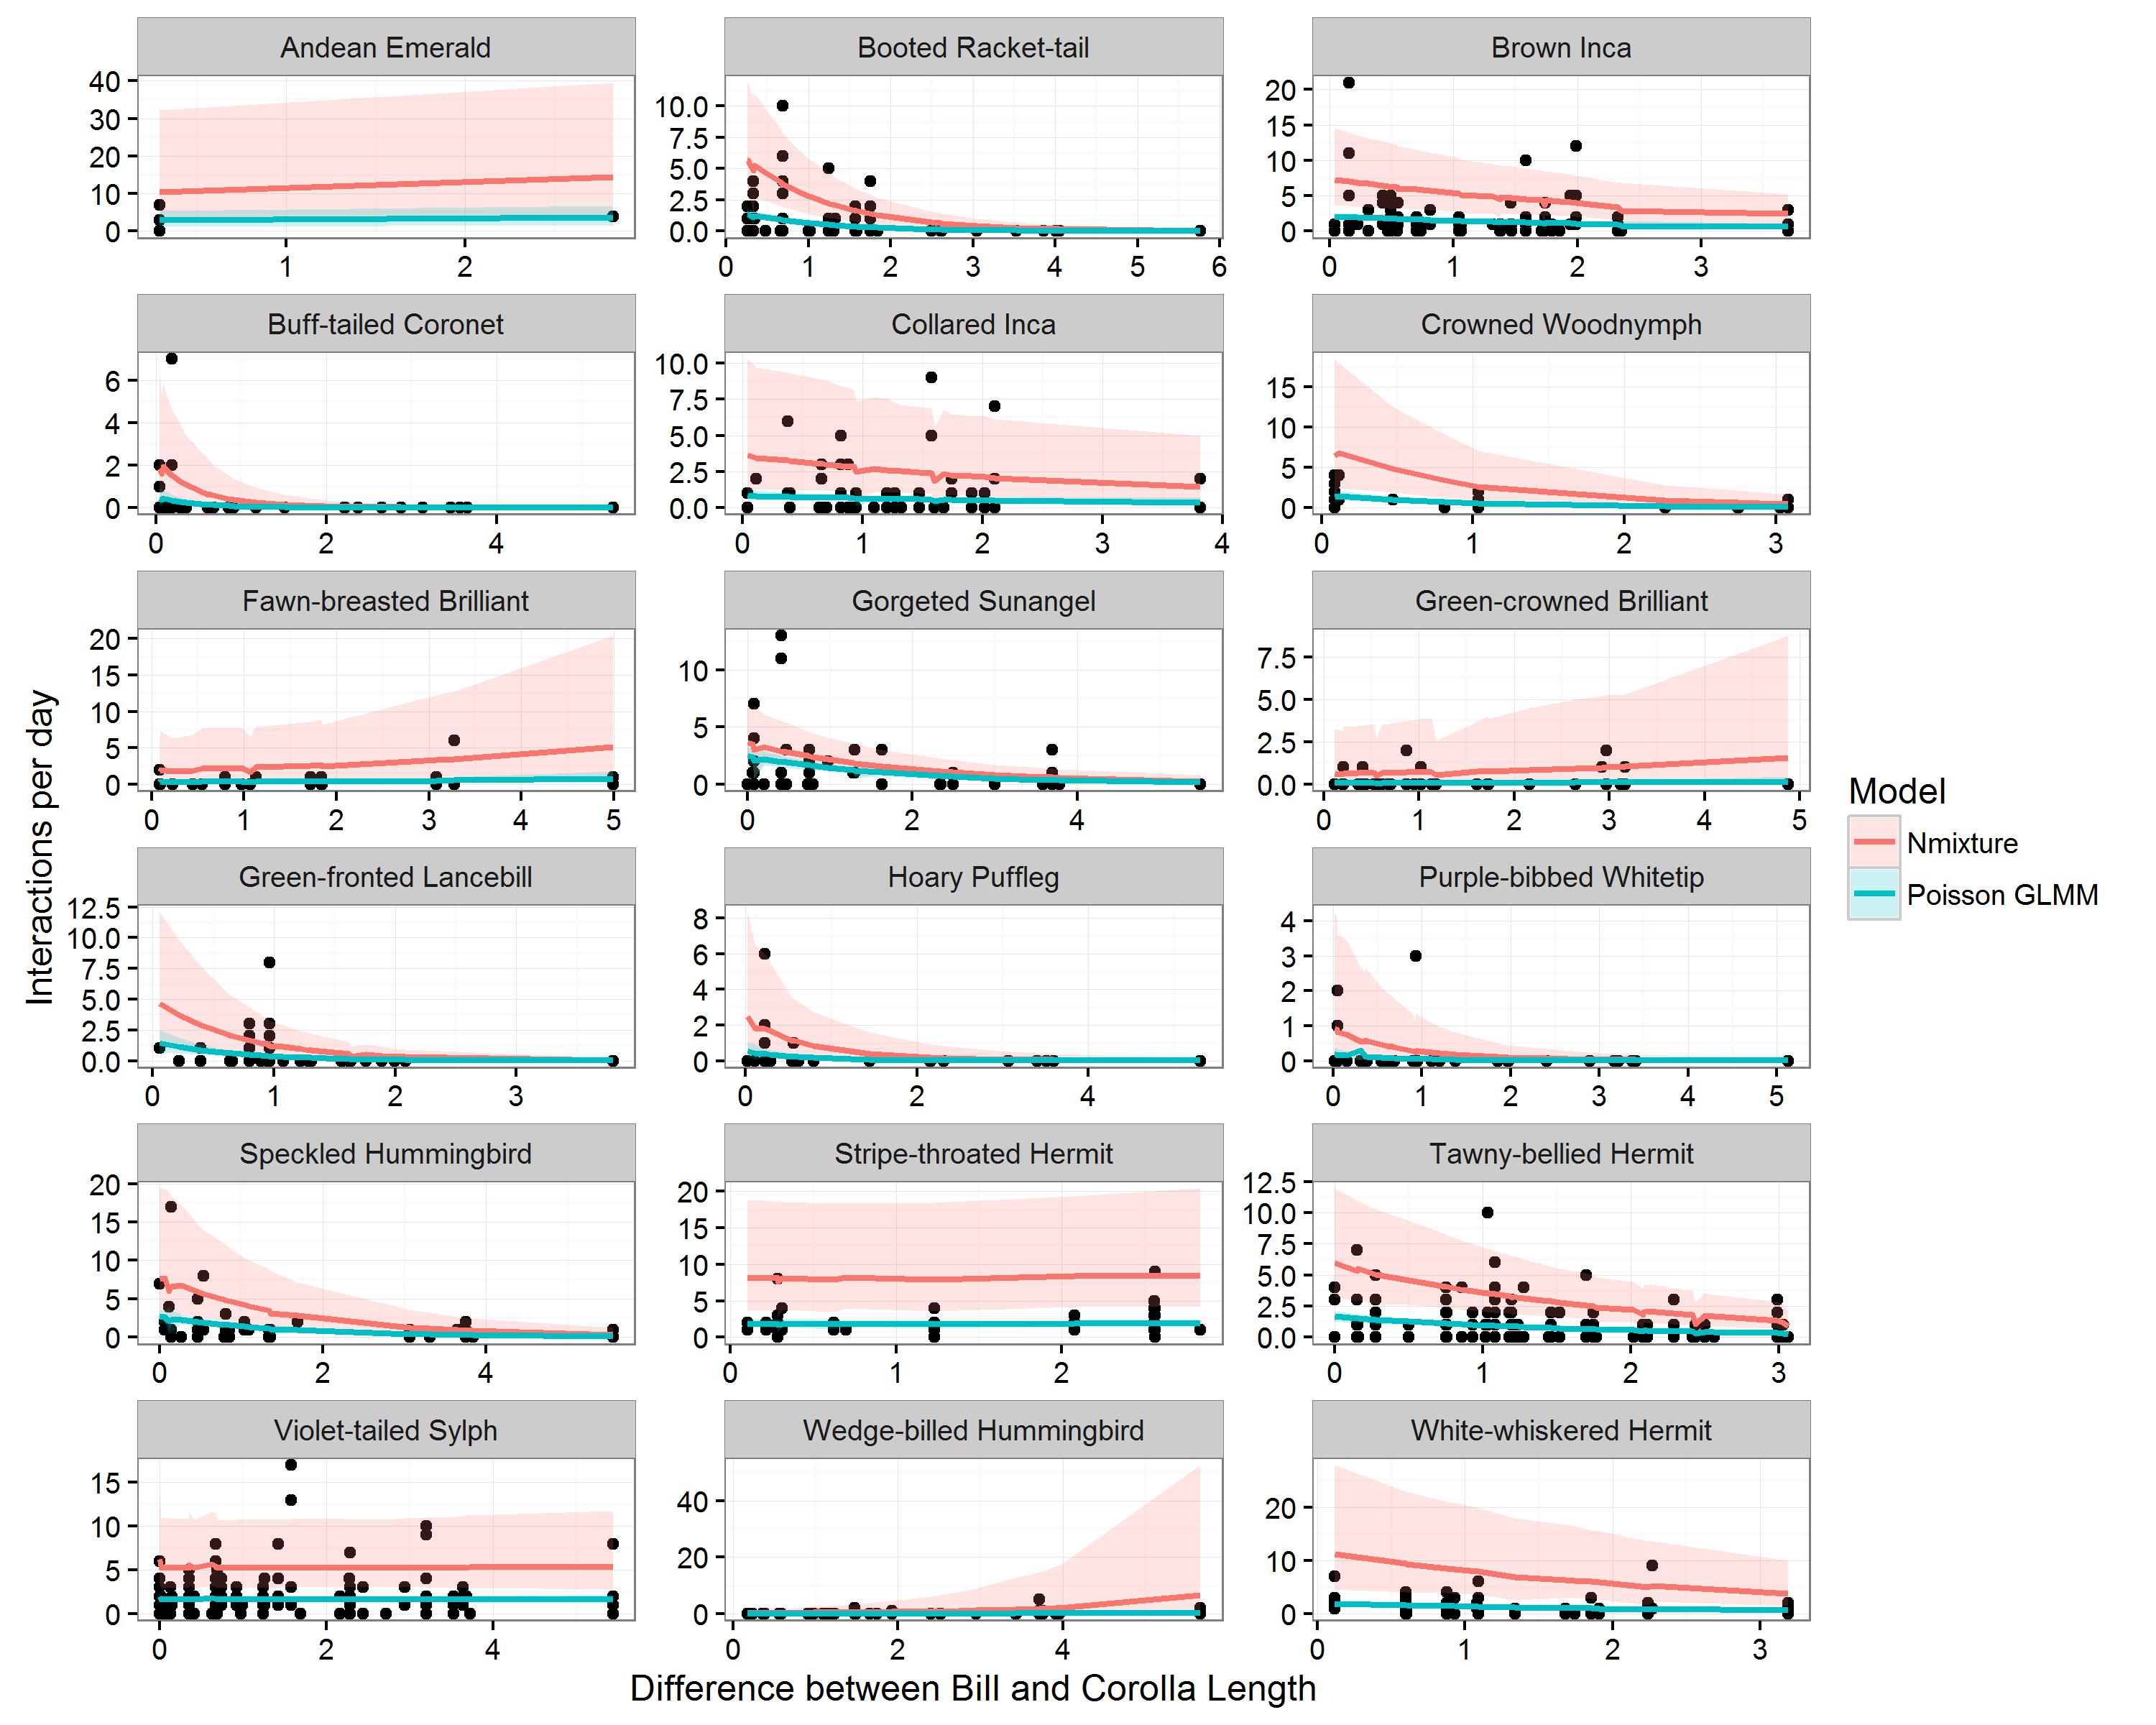 Andean Emerald
Booted Racket-tail
Brown Inca
40
30
20
10
0
1 2
10.0
7.5
5.0
2.5
0.0
0 1 2 3 4 5 6
20
15
10
5
0
0 1 2 3
Buff-tailed Coronet
Collared Inca
Crowned Woodnymph
6
4
2
0
0 2 4
10.0
7.5
5.0
2.5
0.0
0 1 2 3 4
15
10
5
0
0 1 2 3
Fawn-breasted Brilliant
Gorgeted Sunangel
Green-crowned Brilliant
20
15
10
5
0
0 1 2 3 4 5
10
5
0
0 2 4
7.5
5.0
2.5
0.0
0 1 2 3 4 5
Green-fronted Lancebill
Hoary Puffleg
Purple-bibbed Whitetip
12.5
10.0
7.5
5.0
2.5
0.0
0 1 2 3
8
6
4
2
0
0 2 4
4
3
2
1
0
0 1 2 3 4 5
Speckled Hummingbird
Stripe-throated Hermit
Tawny-bellied Hermit
20
15
10
5
0
0 2 4
20
15
10
5
0
0 1 2
12.5
10.0
7.5
5.0
2.5
0.0
0 1 2 3
Violet-tailed Sylph
Wedge-billed Hummingbird
White-whiskered Hermit
15
10
5
0
0 2 4
40
20
0
0 2 4
20
10
0
0 1 2 3
Interactions per day
Difference between Bill and Corolla Length
Model
Nmixture
Poisson GLMM